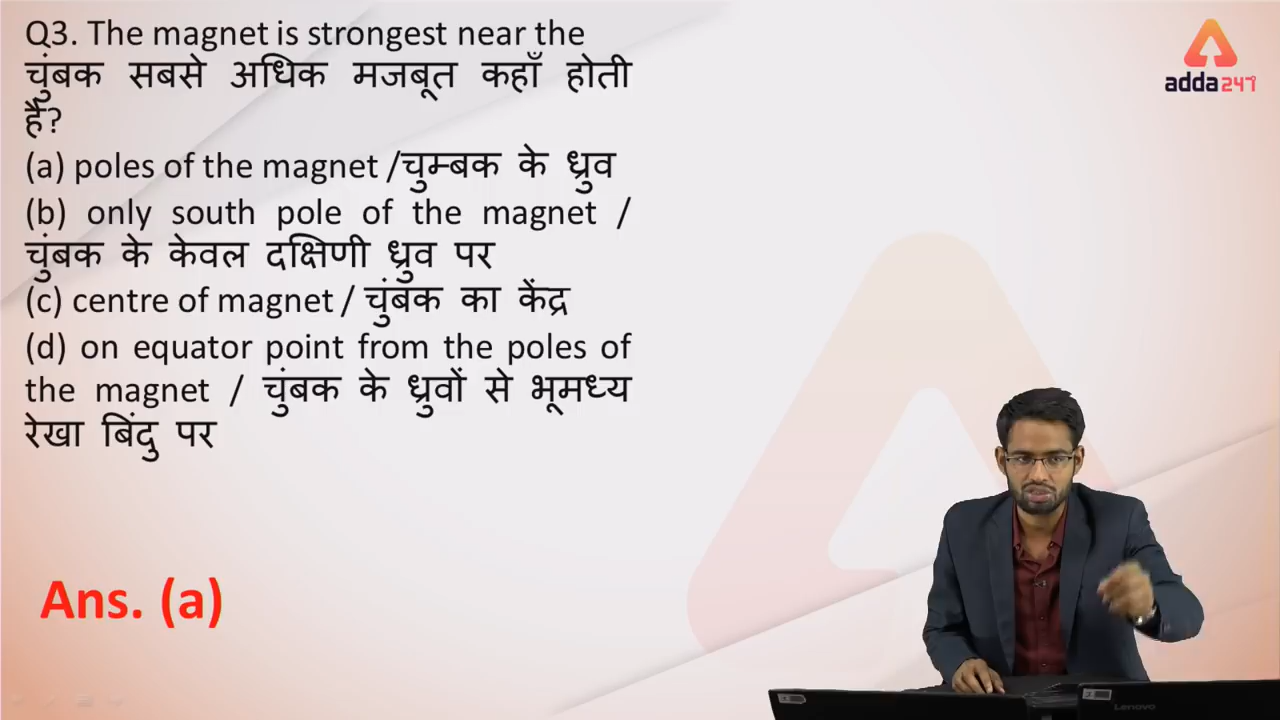 Q3. The magnet is strongest near the
चुंबक सबसे अधिक मजबूत कहाँ होती
है?
(a) poles of the magnet /चुम्बक के ध्रुव
(b) only south pole of the magnet /
चुंबक के केवल दक्षिणी ध्रुव पर
(c) centre of magnet / चुंबक का केंद्र
(d) on equator point from the poles of
the magnet / चुंबक के ध्रुवों से भूमध्य
रेखा बिंदु पर
Ans. (a)
adda247
Lenovo